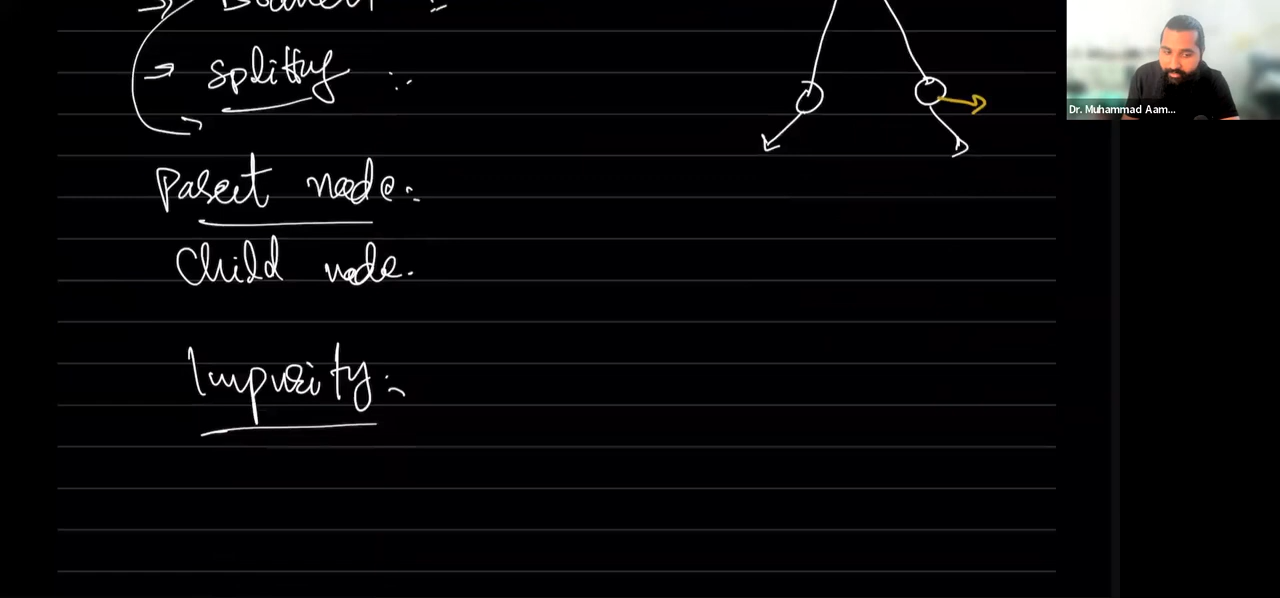 → splitting :.
Parent node:
Child node.
Impurity:
Dr. Muhammad Aam...